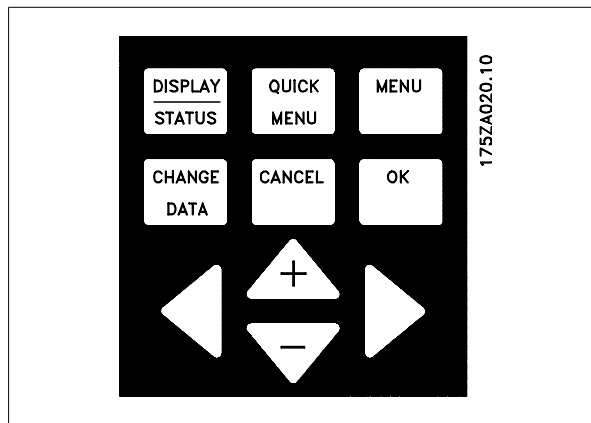 DISPLAY
STATUS
QUICK
MENU
MENU
CHANGE
DATA
CANCEL
OK
+
−
175ZA020.10